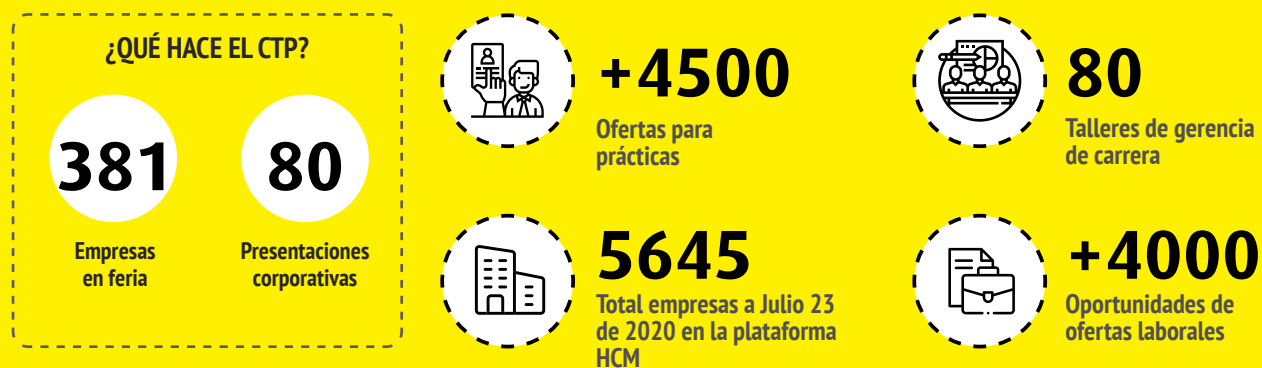 ¿QUÉ HACE EL CTP?
381
Empresas
en feria
80
Presentaciones
corporativas
+4500
Ofertas para
prácticas
80
Talleres de gerencia
de carrera
5645
Total empresas a Julio 23
de 2020 en la plataforma
HCM
+4000
Oportunidades de
ofertas laborales